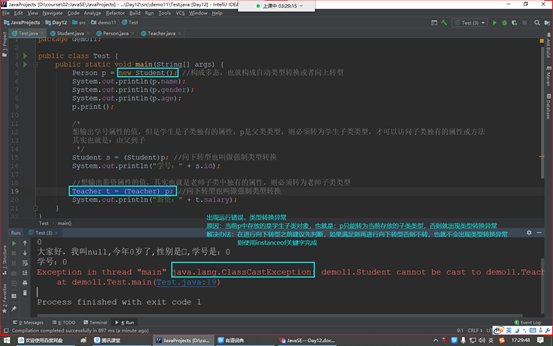 上课中 03:29:15
JavaProjects [D:\course\02-JavaSE\JavaProjects] - ...\Day12\src\demo11\Test.java [Day12] - IntelliJ IDEA
File Edit View Navigate Code Analyze Refactor Build Run Tools VCS Window Help
JavaProjects Day12 src demo11 Test
Test (3)
Test.java Student.java Person.java Teacher.java
package demo11;
public class Test {
public static void main(String[] args) {
Person p = new Student(); //构成多态，也就构成自动类型转换或者向上转型
System.out.println(p.name);
System.out.println(p.gender);
System.out.println(p.age);
p.print();
/*
想输出学号属性的值，但是学生是子类独有的属性，p是父类类型，则必须转为学生子类类型，才可以访问子类独有的属性或方法
其实也就是：由父到子
*/
Student s = (Student)p; //向下转型也叫做强制类型转换
System.out.println("学号：" + s.id);
//想输出薪资属性的值，其实也就是老师子类中独有的属性，则必须转为老师子类类型
Teacher t = (Teacher) p; //向下转型也叫做强制类型转换
System.out.println("薪资：" + t.salary);
出现运行错误，类型转换异常
原因：当前p中存放的是学生子类对象，也就是：p只能转为当前存放的子类类型，否则就出现类型转换异常
解决办法：在进行向下转型之前建议先判断，如果满足则再进行向下转型否则不转，也就不会出现类型转换异常
则使用instanceof关键字完成
Test main()
Run: Test (3)
0
大家好，我叫null,今年0岁了,性别是□,学号是：0
学号：0
Exception in thread "main" java.lang.ClassCastException: demo11.Student cannot be cast to demo11.Teac
at demo11.Test.main(Test.java:19)
Process finished with exit code 1
Messages TODO Terminal Run Event Log
Compilation completed successfully in 897 ms (a minute ago)
欢迎使用百度网盘 腾讯课堂 JavaProjects [D:\co... 有道词典 JavaSE---Day12.doc... 17:29:48